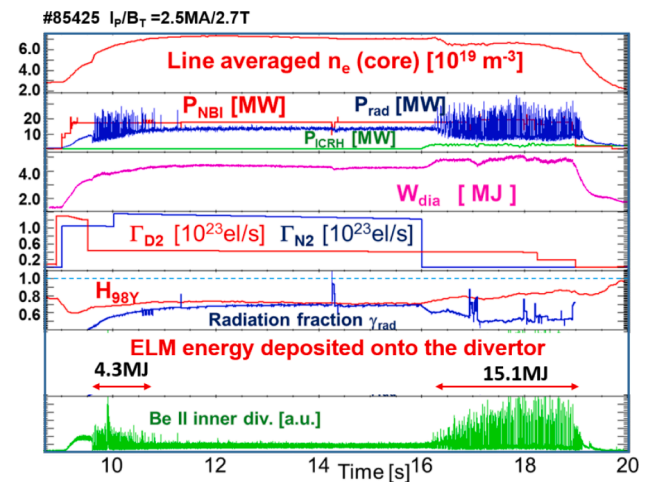 #85425 IP/BT =2.5MA/2.7T
6.0
4.0
2.0
Line averaged ne (core) [10^19 m^-3]
PNBI [MW]
Prad [MW]
20
10
PICRH [MW]
4.0
2.0
Wdia [ MJ ]
1.0
0.6
0.2
ΓD2 [10^23el/s]
ΓN2 [10^23el/s]
1.0
0.8
0.6
H98Y
Radiation fraction γrad
ELM energy deposited onto the divertor
4.3MJ
15.1MJ
Be II inner div. [a.u.]
10 12 14 16 18 20
Time [s]